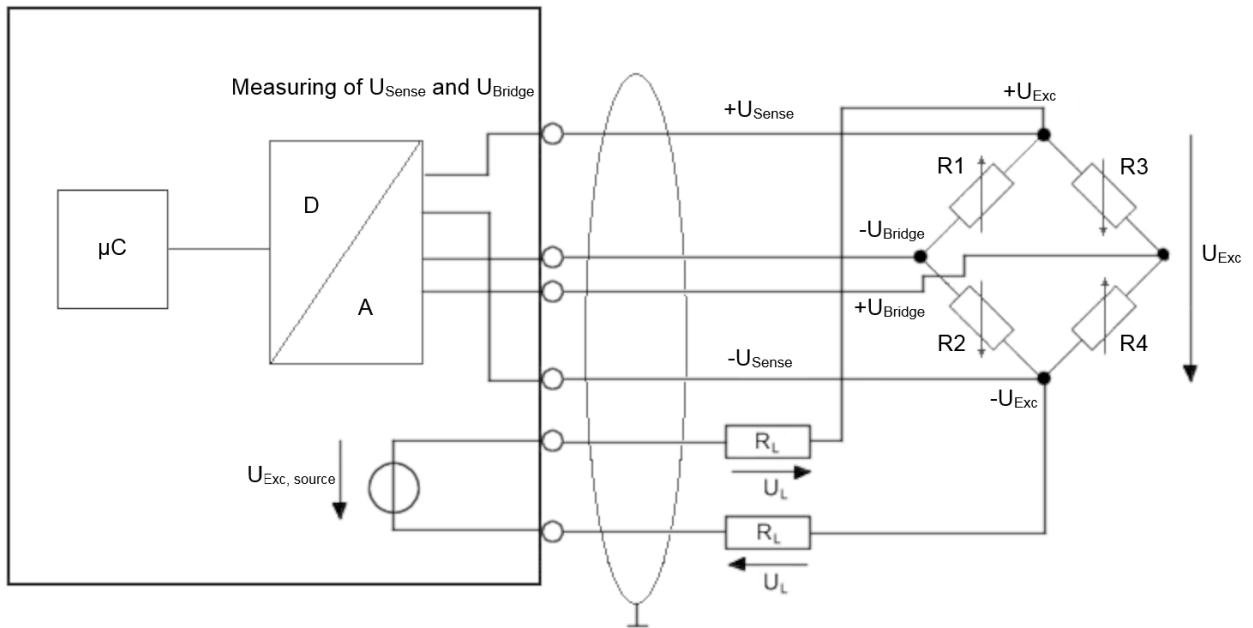 Measuring of USense and UBridge
+USense
+UExc
R1
R3
D
µC
-UBridge
UExc
A
+UBridge
R2
R4
-USense
-UExc
RL
UExc, source
UL
RL
UL